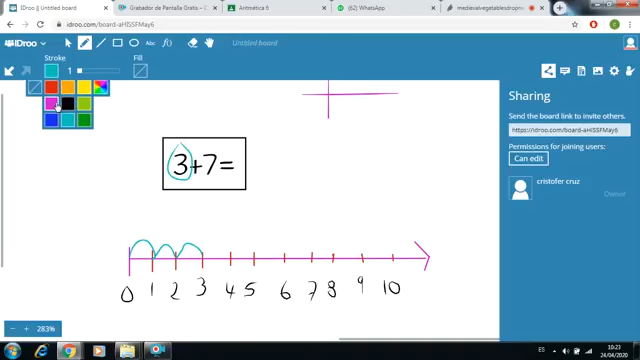 IDroo || Untitled board
Grabador de Pantalla Gratis
Aritmética 6
(62) WhatsApp
medievalvegetablestropn
idroo.com/board-aHISSFMay6
IDroo
Abc
f(x)
Untitled board
Stroke
1
Fill
Sharing
Send the board link to invite others.
https://idroo.com/board-aHISSFMay6
Permissions for joining users:
Can edit
cristofer cruz
Owner
3+7=
0 1 2 3 4 5 6 7 8 9 10
283%
ES
10:23
24/04/2020